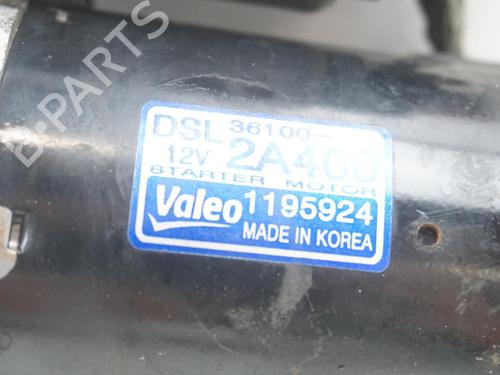 B-PARTS
DSL 36100-
12V 2A400
STARTER MOTOR
Valeo 1195924
MADE IN KOREA